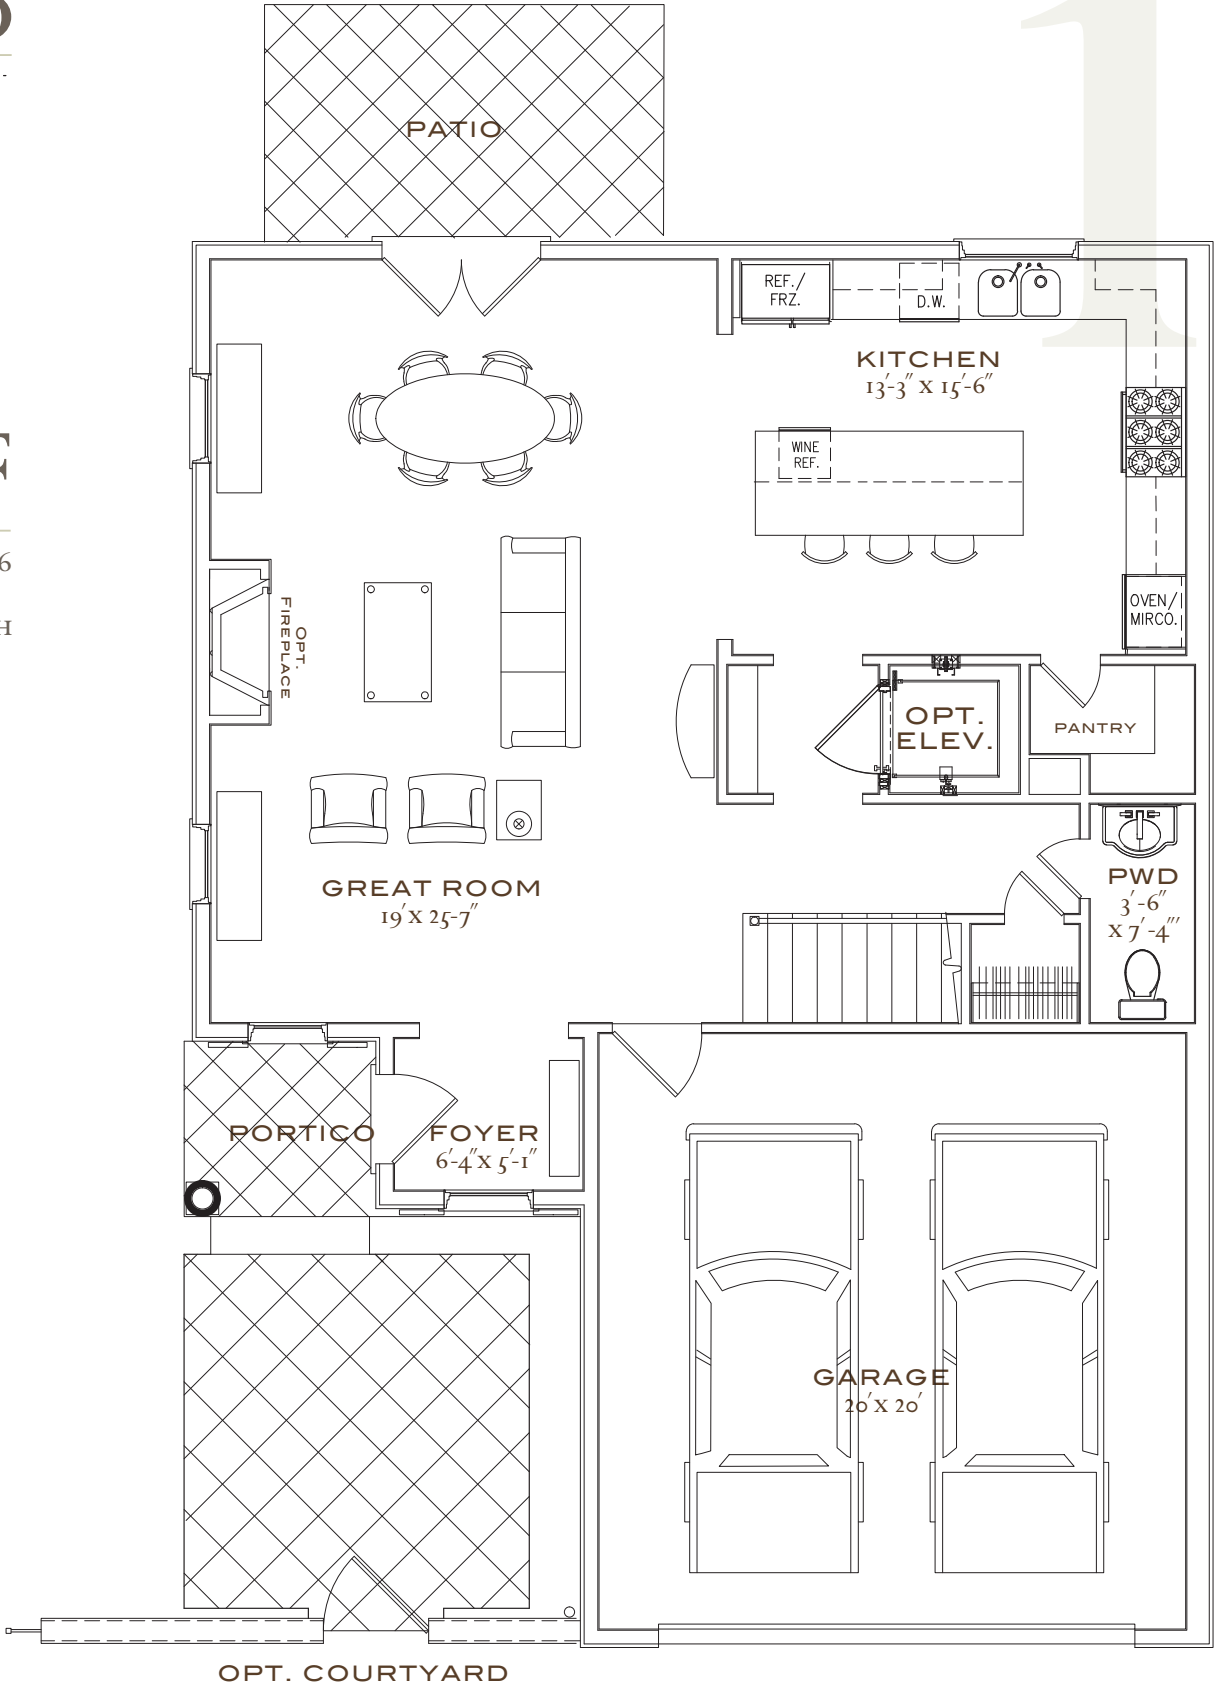 1
PATIO
REF./
FRZ.
D.W.
KITCHEN
13'-3" X 15'-6"
WINE
REF.
OVEN/
MIRCO.
OPT.
FIREPLACE
OPT.
ELEV.
PANTRY
GREAT ROOM
19' X 25-7"
PWD
3'-6"
X 7'-4"'
PORTICO
FOYER
6'-4" X 5'-1"
GARAGE
20' X 20'
OPT. COURTYARD
6
H